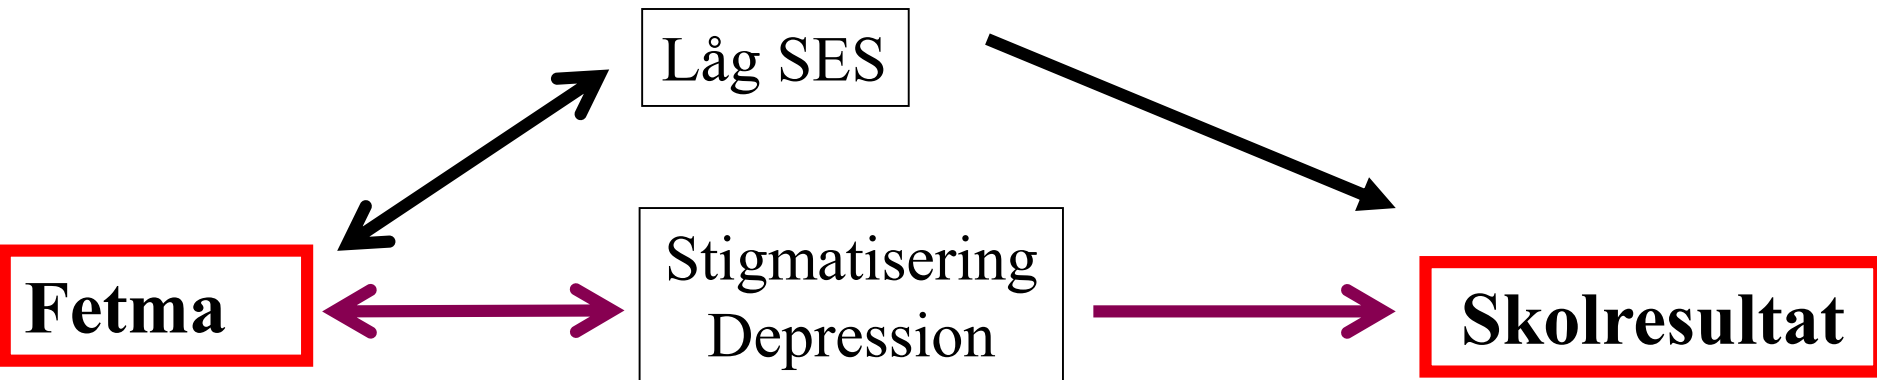 Låg SES
Stigmatisering
Depression
Fetma
Skolresultat